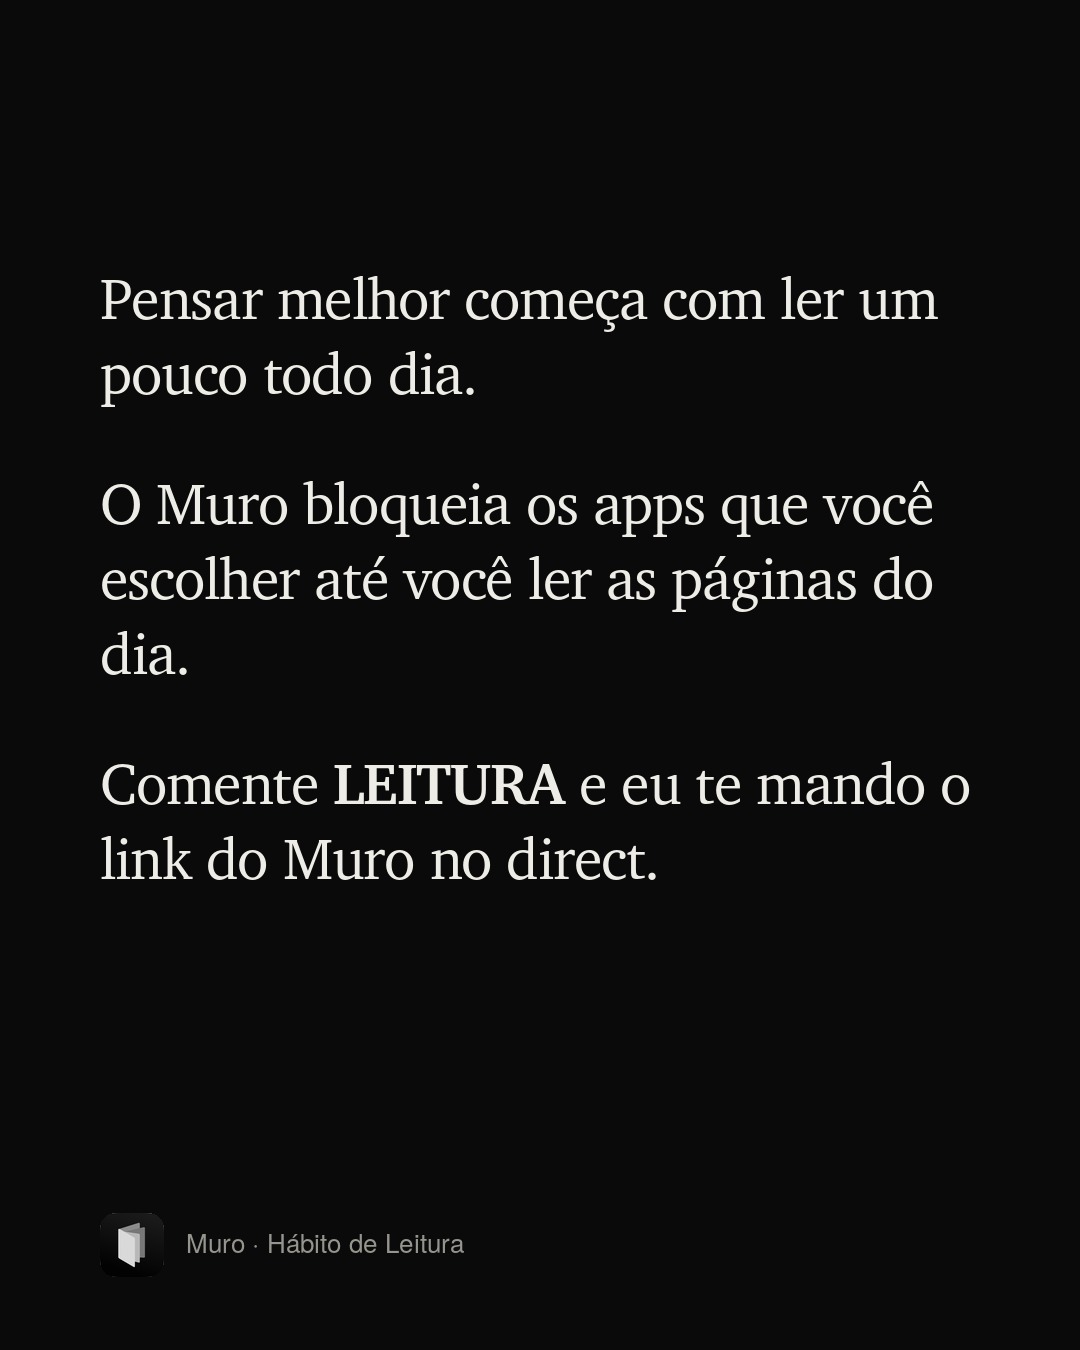 Pensar melhor começa com ler um
pouco todo dia.
O Muro bloqueia os apps que você
escolher até você ler as páginas do
dia.
Comente LEITURA e eu te mando o
link do Muro no direct.
Muro · Hábito de Leitura